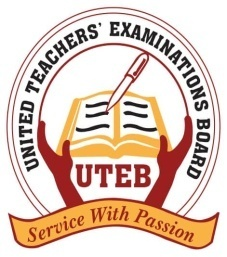 UNITED TEACHERS' EXAMINATIONS BOARD
UTEB
Service With Passion